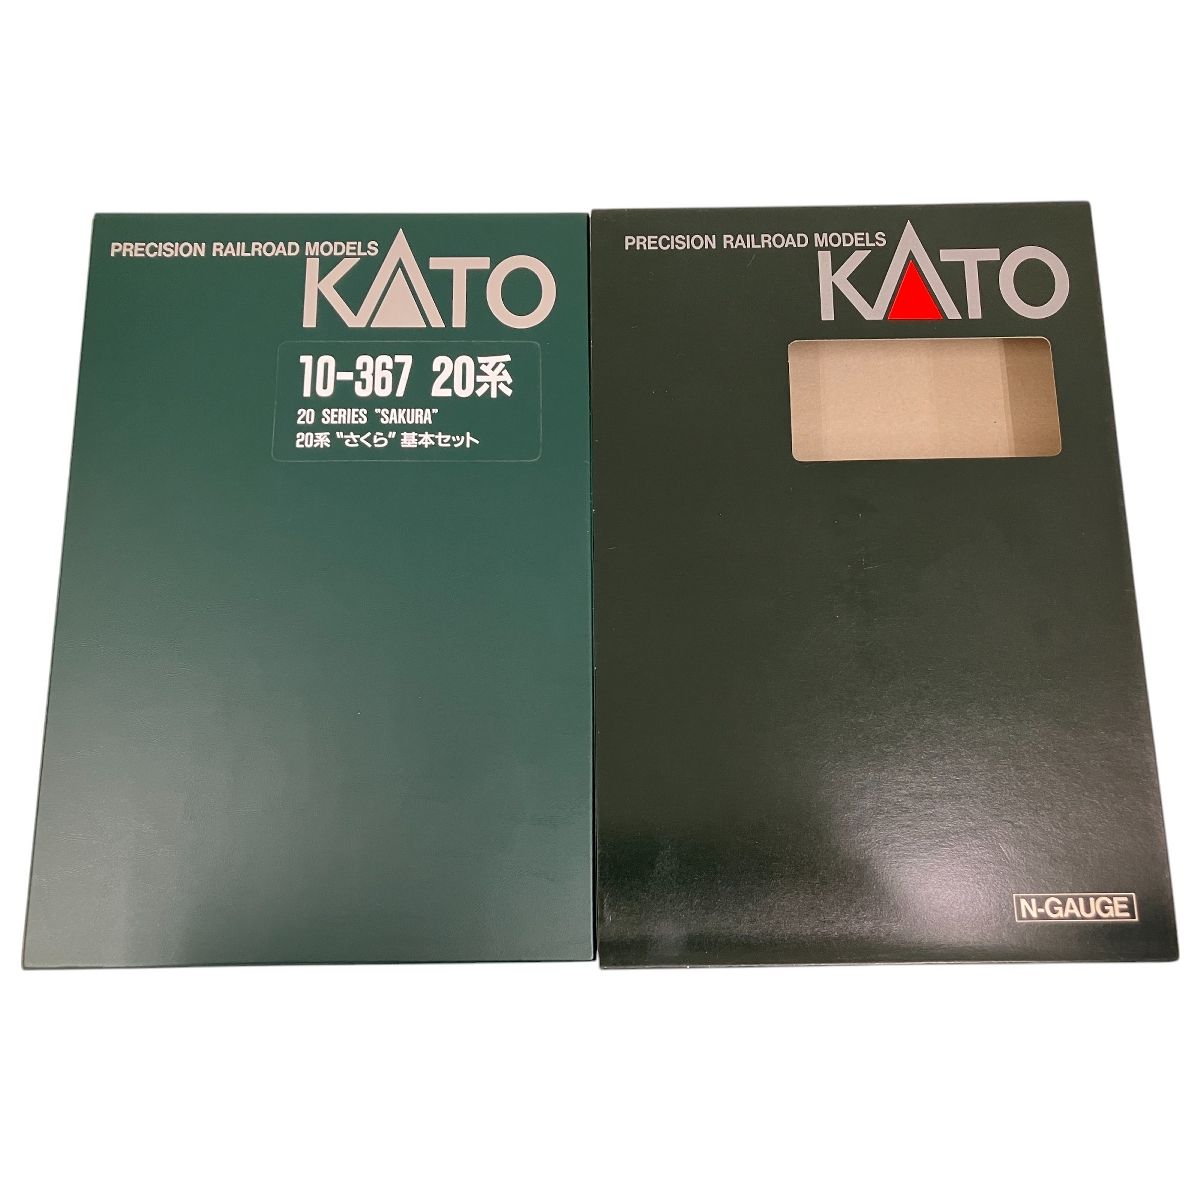 PRECISION RAILROAD MODELS
KATO
10-367 20系
20 SERIES "SAKURA"
20系 "さくら" 基本セット
PRECISION RAILROAD MODELS
KATO
N-GAUGE